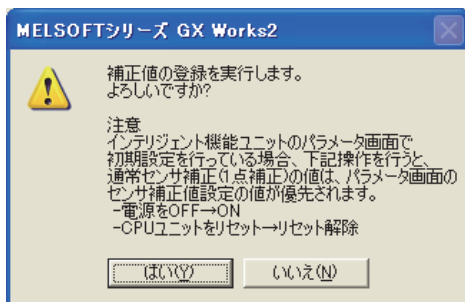 MELSOFTシリーズ GX Works2
補正値の登録を実行します。
よろしいですか?
注意
インテリジェント機能ユニットのパラメータ画面で
初期設定を行っている場合、下記操作を行うと、
通常センサ補正(1点補正)の値は、パラメータ画面の
センサ補正値設定の値が優先されます。
-電源をOFF→ON
-CPUユニットをリセット→リセット解除
はい(Y)
いいえ(N)